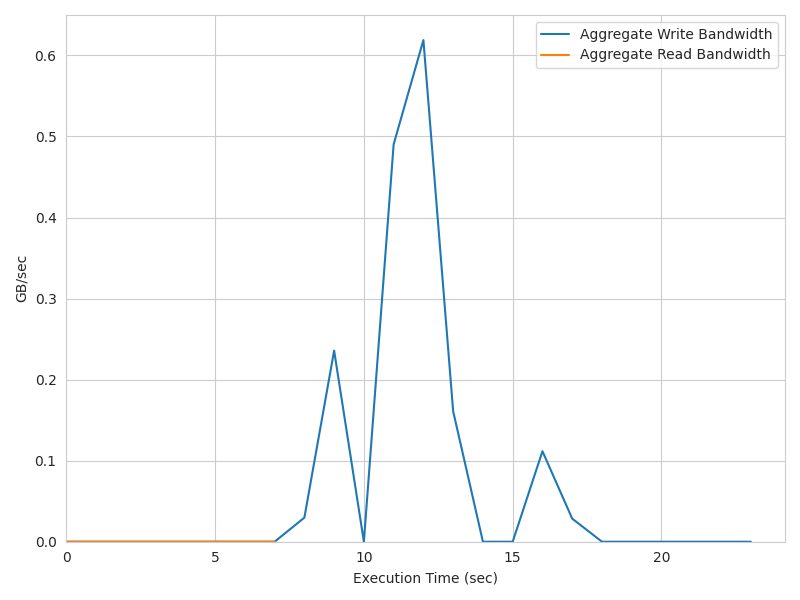 Aggregate Write Bandwidth
Aggregate Read Bandwidth
0.6
0.5
0.4
0.3
0.2
0.1
0.0
GB/sec
0 5 10 15 20
Execution Time (sec)